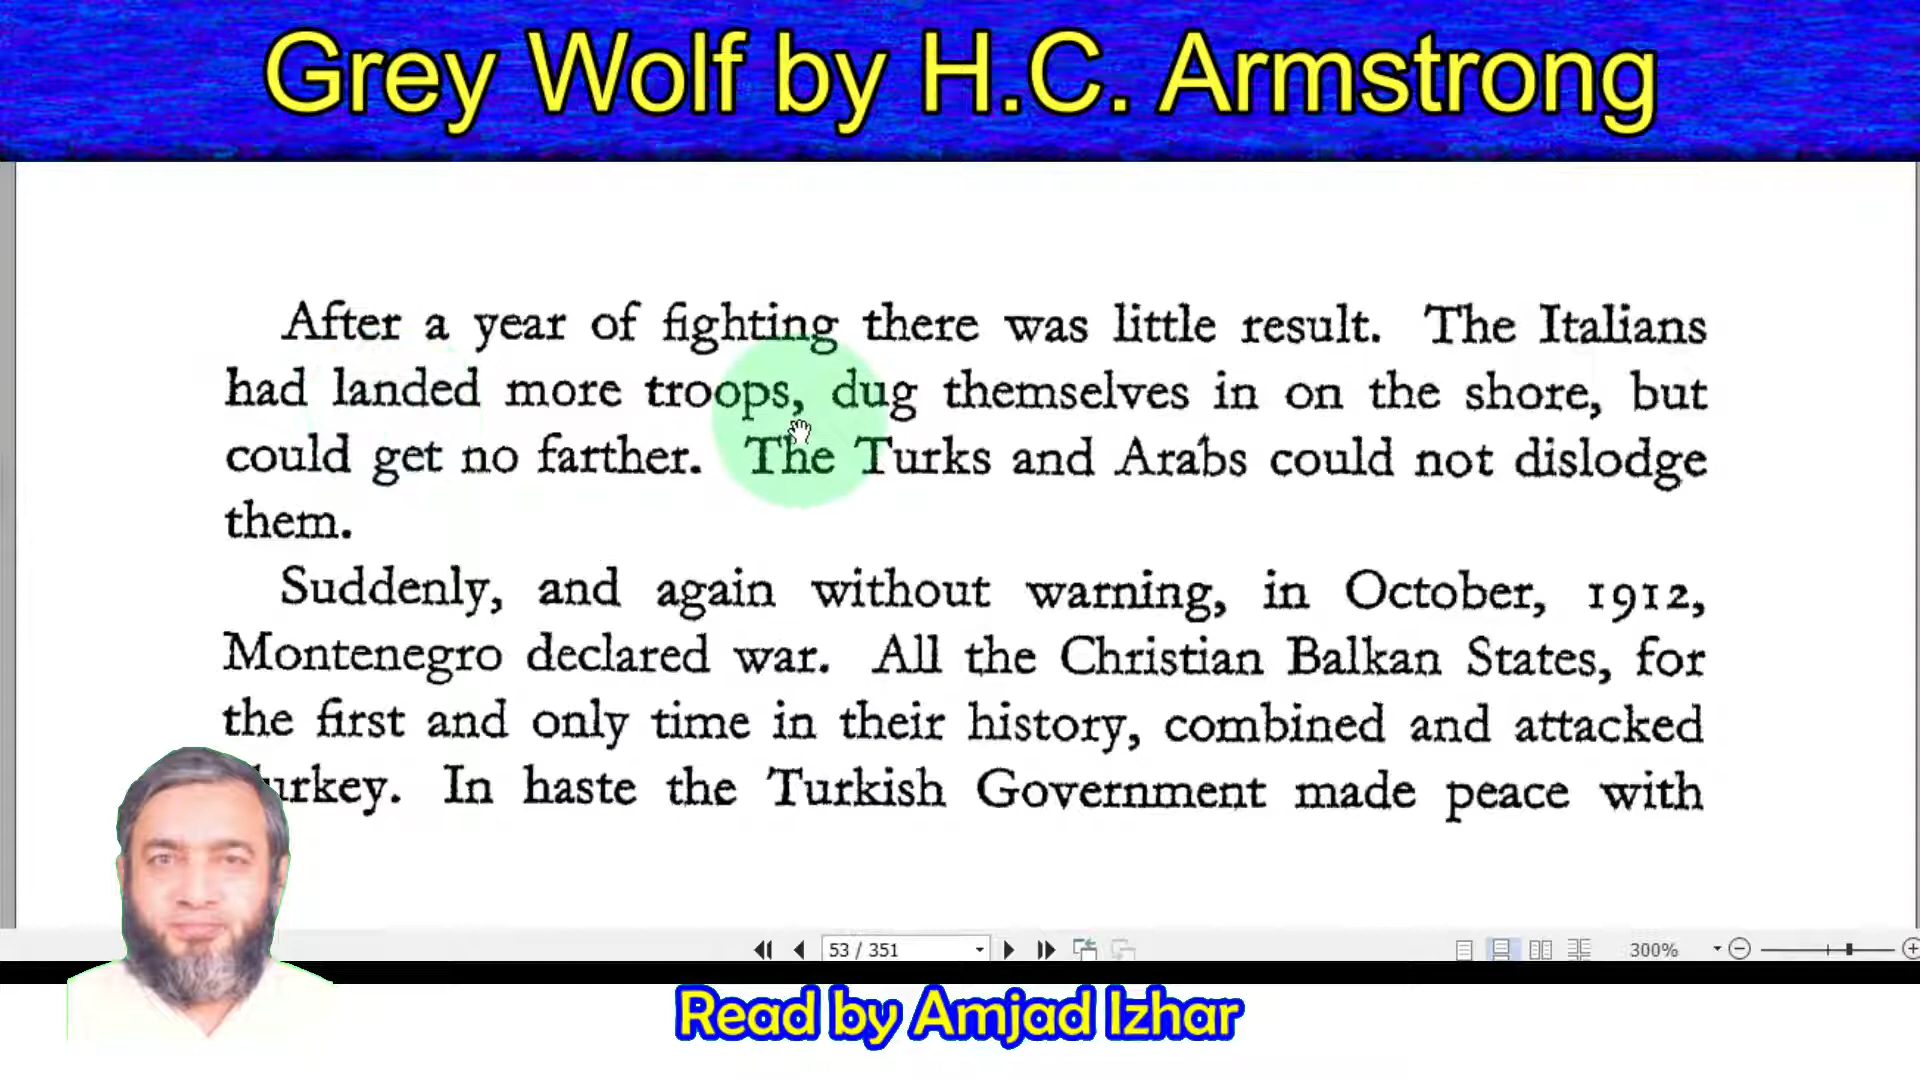 Grey Wolf by H.C. Armstrong
After a year of fighting there was little result. The Italians
had landed more troops, dug themselves in on the shore, but
could get no farther. The Turks and Arabs could not dislodge
them.
Suddenly, and again without warning, in October, 1912,
Montenegro declared war. All the Christian Balkan States, for
the first and only time in their history, combined and attacked
Turkey. In haste the Turkish Government made peace with
53 / 351
300%
Read by Amjad Izhar